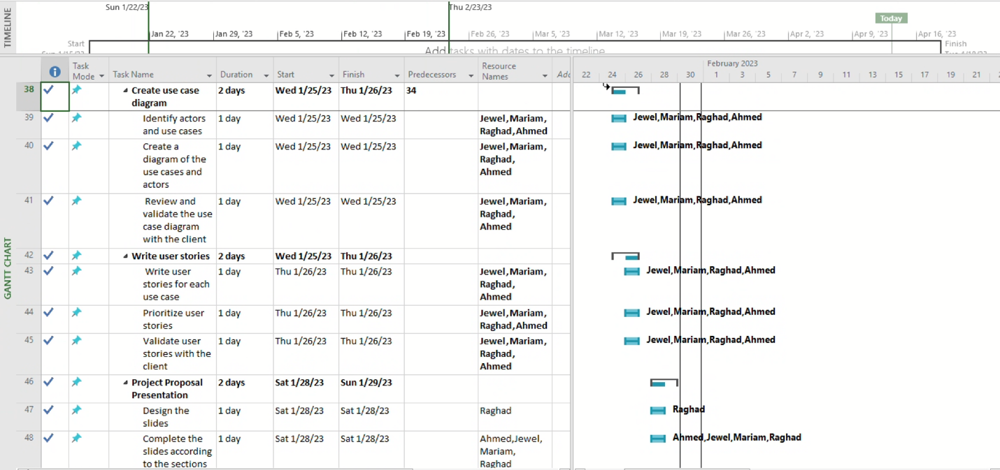 TIMELINE
Sun 1/22/23
Thu 2/23/23
Today
Jan 22, '23
Jan 29, '23
Feb 5, '23
Feb 12, '23
Feb 19, '23
Feb 26, '23
Mar 5, '23
Mar 12, '23
Mar 19, '23
Mar 26, '23
Apr 2, '23
Apr 9, '23
Apr 16, '23
Start
Add tasks with dates to the timeline
Finish
GANTT CHART
Task Mode
Task Name
Duration
Start
Finish
Predecessors
Resource Names
Add
February 2023
22 24 26 28 30 1 3 5 7 9 11 13 15 17 19 21
38 Create use case 2 days Wed 1/25/23 Thu 1/26/23 34
diagram
39 Identify actors 1 day Wed 1/25/23 Wed 1/25/23 Jewel,Mariam, Jewel,Mariam,Raghad,Ahmed
and use cases Raghad,Ahmed
40 Create a 1 day Wed 1/25/23 Wed 1/25/23 Jewel,Mariam, Jewel,Mariam,Raghad,Ahmed
diagram of the Raghad,
use cases and Ahmed
actors
41 Review and 1 day Wed 1/25/23 Wed 1/25/23 Jewel,Mariam, Jewel,Mariam,Raghad,Ahmed
validate the use Raghad,
case diagram Ahmed
with the client
42 Write user stories 2 days Wed 1/25/23 Thu 1/26/23
43 Write user 1 day Thu 1/26/23 Thu 1/26/23 Jewel,Mariam, Jewel,Mariam,Raghad,Ahmed
stories for each Raghad,
use case Ahmed
44 Prioritize user 1 day Thu 1/26/23 Thu 1/26/23 Jewel,Mariam, Jewel,Mariam,Raghad,Ahmed
stories Raghad,Ahmed
45 Validate user 1 day Thu 1/26/23 Thu 1/26/23 Jewel,Mariam, Jewel,Mariam,Raghad,Ahmed
stories with the Raghad,
client Ahmed
46 Project Proposal 2 days Sat 1/28/23 Sun 1/29/23
Presentation
47 Design the 1 day Sat 1/28/23 Sat 1/28/23 Raghad Raghad
slides
48 Complete the 1 day Sat 1/28/23 Sat 1/28/23 Ahmed,Jewel, Ahmed,Jewel,Mariam,Raghad
slides according Mariam,
to the sections Raghad